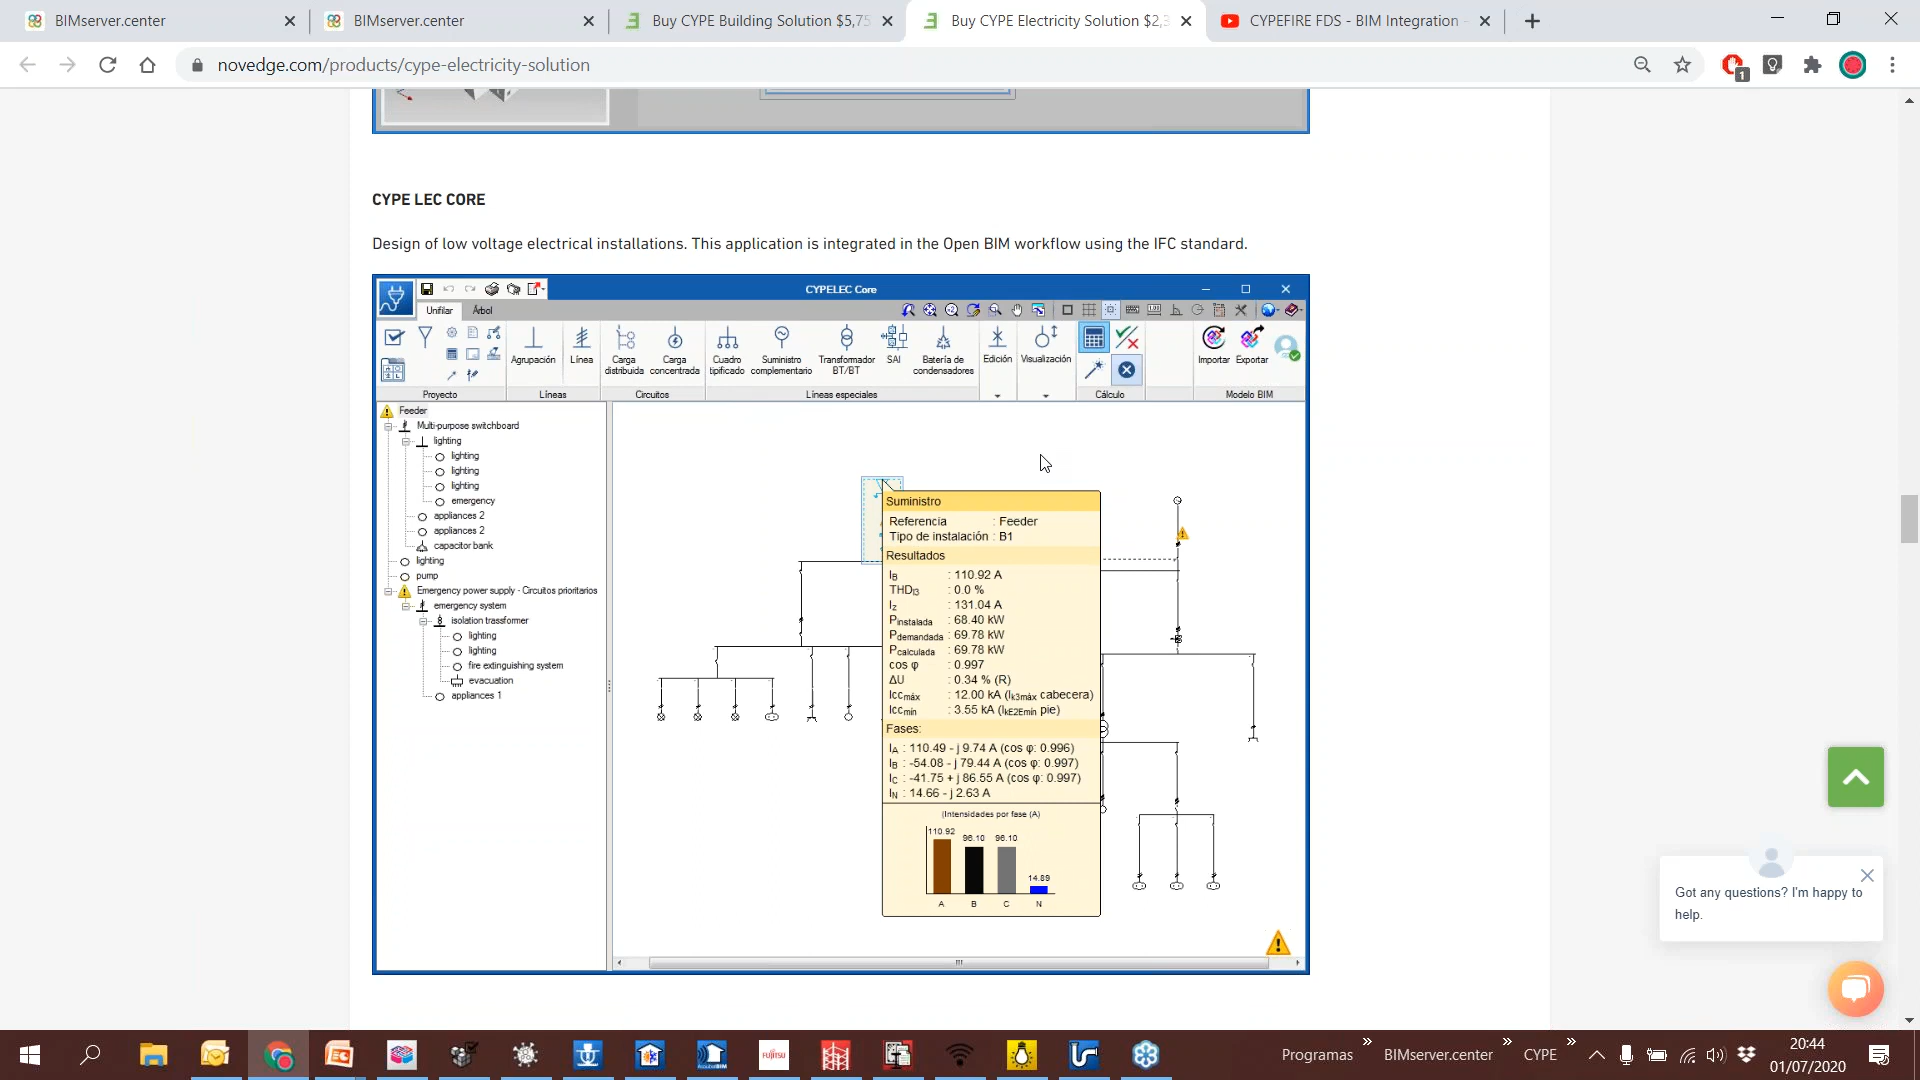 BIMserver.center
BIMserver.center
Buy CYPE Building Solution $5,75
Buy CYPE Electricity Solution $2,3
CYPEFIRE FDS - BIM Integration -
novedge.com/products/cype-electricity-solution
1
CYPE LEC CORE
Design of low voltage electrical installations. This application is integrated in the Open BIM workflow using the IFC standard.
CYPELEC Core
Unifilar
Árbol
Agrupación
Línea
Carga distribuida
Carga concentrada
Cuadro tipificado
Suministro complementario
Transformador BT/BT
SAI
Batería de condensadores
Edición
Visualización
Importar
Exportar
Proyecto
Líneas
Circuitos
Líneas especiales
Cálculo
Modelo BIM
Feeder
Multi-purpose switchboard
lighting
lighting
lighting
lighting
emergency
appliances 2
appliances 2
capacitor bank
lighting
pump
Emergency power supply - Circuitos prioritarios
emergency system
isolation trassformer
lighting
lighting
fire extinguishing system
evacuation
appliances 1
Suministro
Referencia : Feeder
Tipo de instalación : B1
Resultados
IB : 110.92 A
THDI3 : 0.0 %
Iz : 131.04 A
Pinstalada : 68.40 kW
Pdemandada : 69.78 kW
Pcalculada : 69.78 kW
cos φ : 0.997
ΔU : 0.34 % (R)
Iccmáx : 12.00 kA (Ik3máx cabecera)
Iccmín : 3.55 kA (IkE2Emín pie)
Fases:
IA : 110.49 - j 9.74 A (cos φ: 0.996)
IB : -54.08 - j 79.44 A (cos φ: 0.997)
IC : -41.75 + j 86.55 A (cos φ: 0.997)
IN : 14.66 - j 2.63 A
(Intensidades por fase (A)
110.92
96.10
96.10
14.89
A B C N
Got any questions? I'm happy to
help.
FUJITSU
Programas
BIMserver.center
CYPE
20:44
01/07/2020